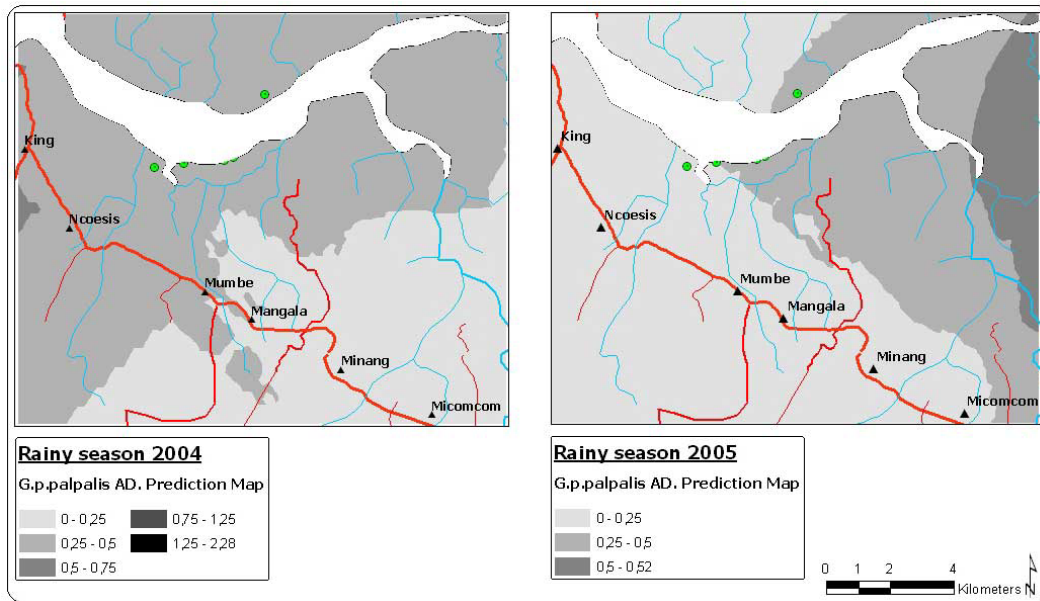 King
Ncoesis
Mumbe
Mangala
Minang
Micomcom
Rainy season 2004
G.p.palpalis AD. Prediction Map
0 - 0,25
0,75 - 1,25
0,25 - 0,5
1,25 - 2,28
0,5 - 0,75
King
Ncoesis
Mumbe
Mangala
Minang
Micomcom
Rainy season 2005
G.p.palpalis AD. Prediction Map
0 - 0,25
0,25 - 0,5
0,5 - 0,52
0 1 2 4
Kilometers N